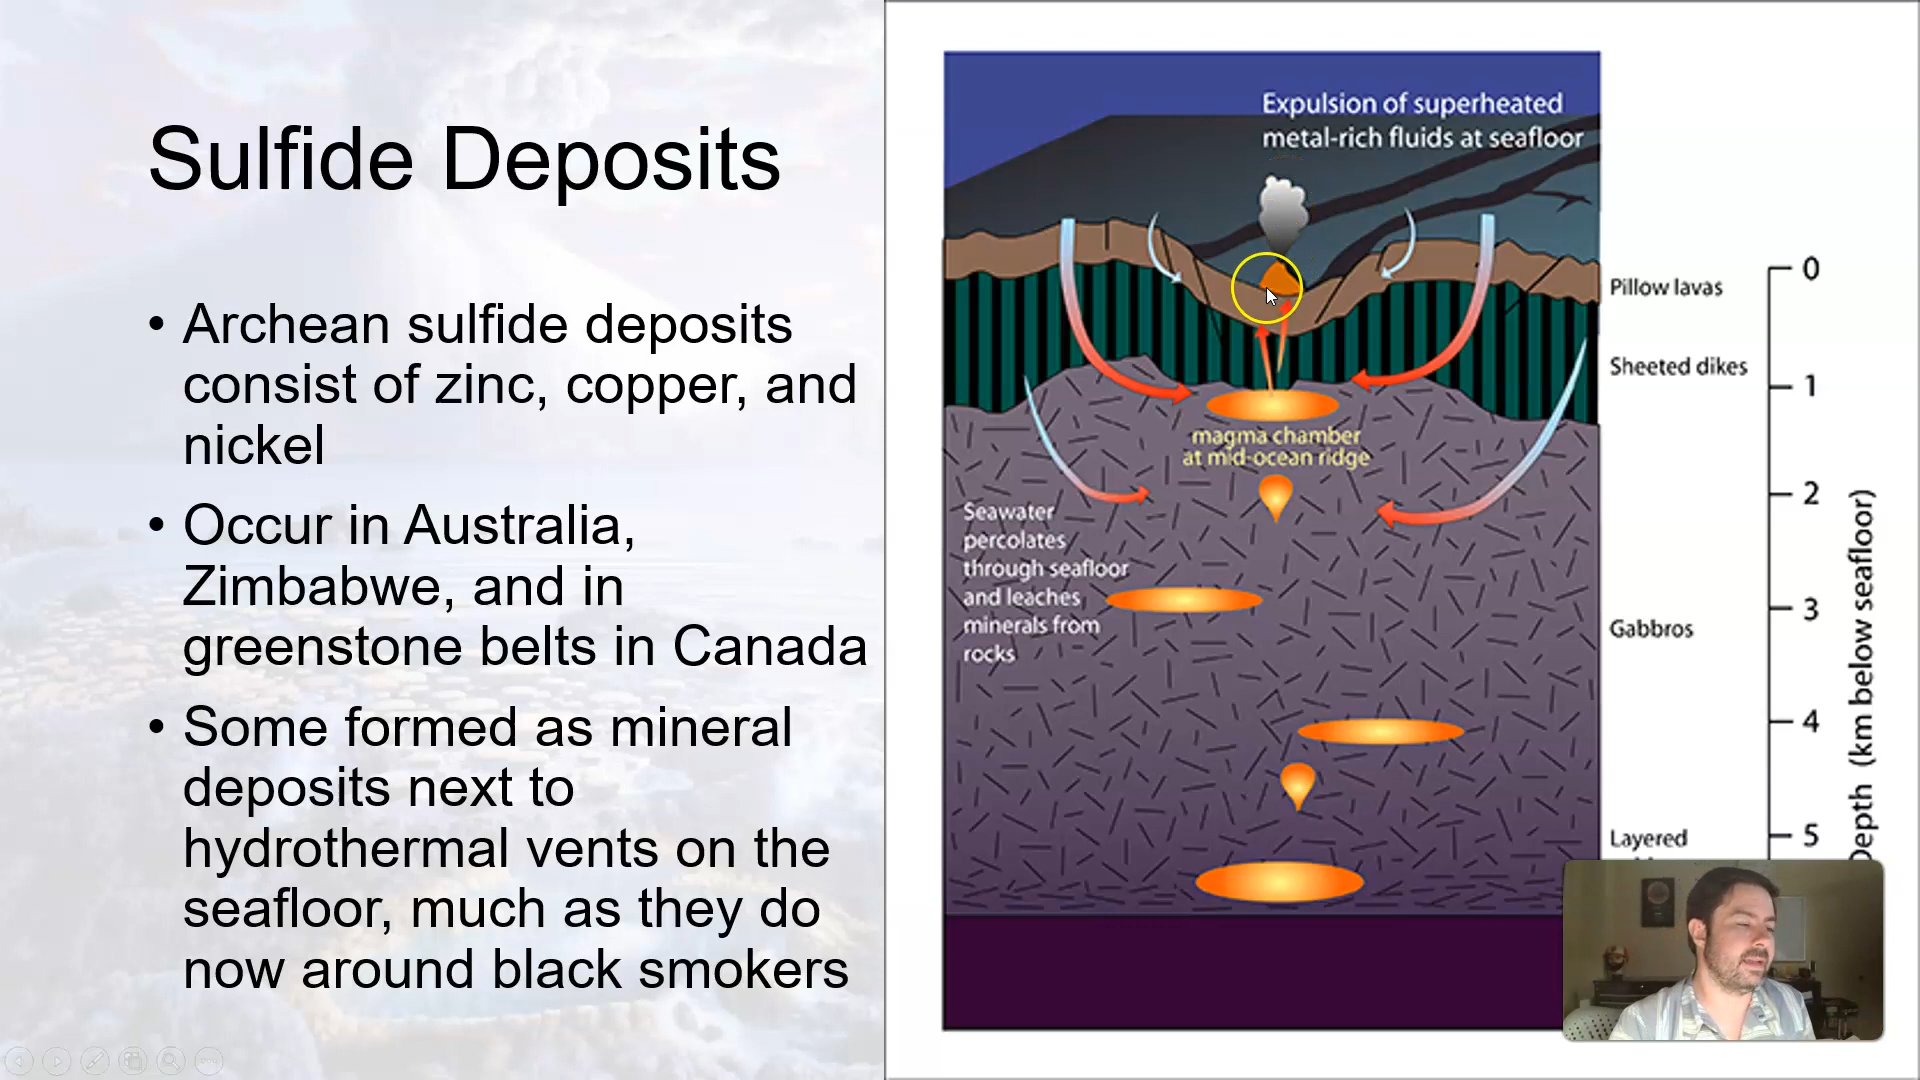 Sulfide Deposits
• Archean sulfide deposits
consist of zinc, copper, and
nickel
• Occur in Australia,
Zimbabwe, and in
greenstone belts in Canada
• Some formed as mineral
deposits next to
hydrothermal vents on the
seafloor, much as they do
now around black smokers
Expulsion of superheated
metal-rich fluids at seafloor
magma chamber
at mid-ocean ridge
Seawater
percolates
through seafloor
and leaches
minerals from
rocks
Pillow lavas
Sheeted dikes
Gabbros
Layered
0
1
2
3
4
5
Depth (km below seafloor)